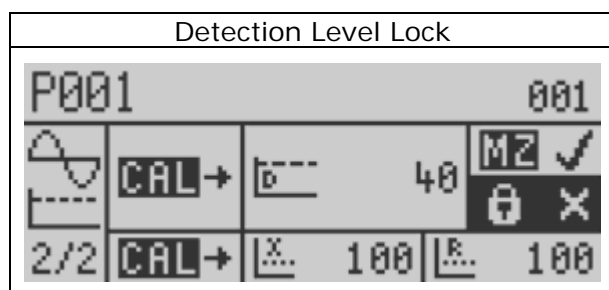 Detection Level Lock
P001 001
CAL → D 40 MZ ✓
✗
2/2 CAL → X 100 R 100